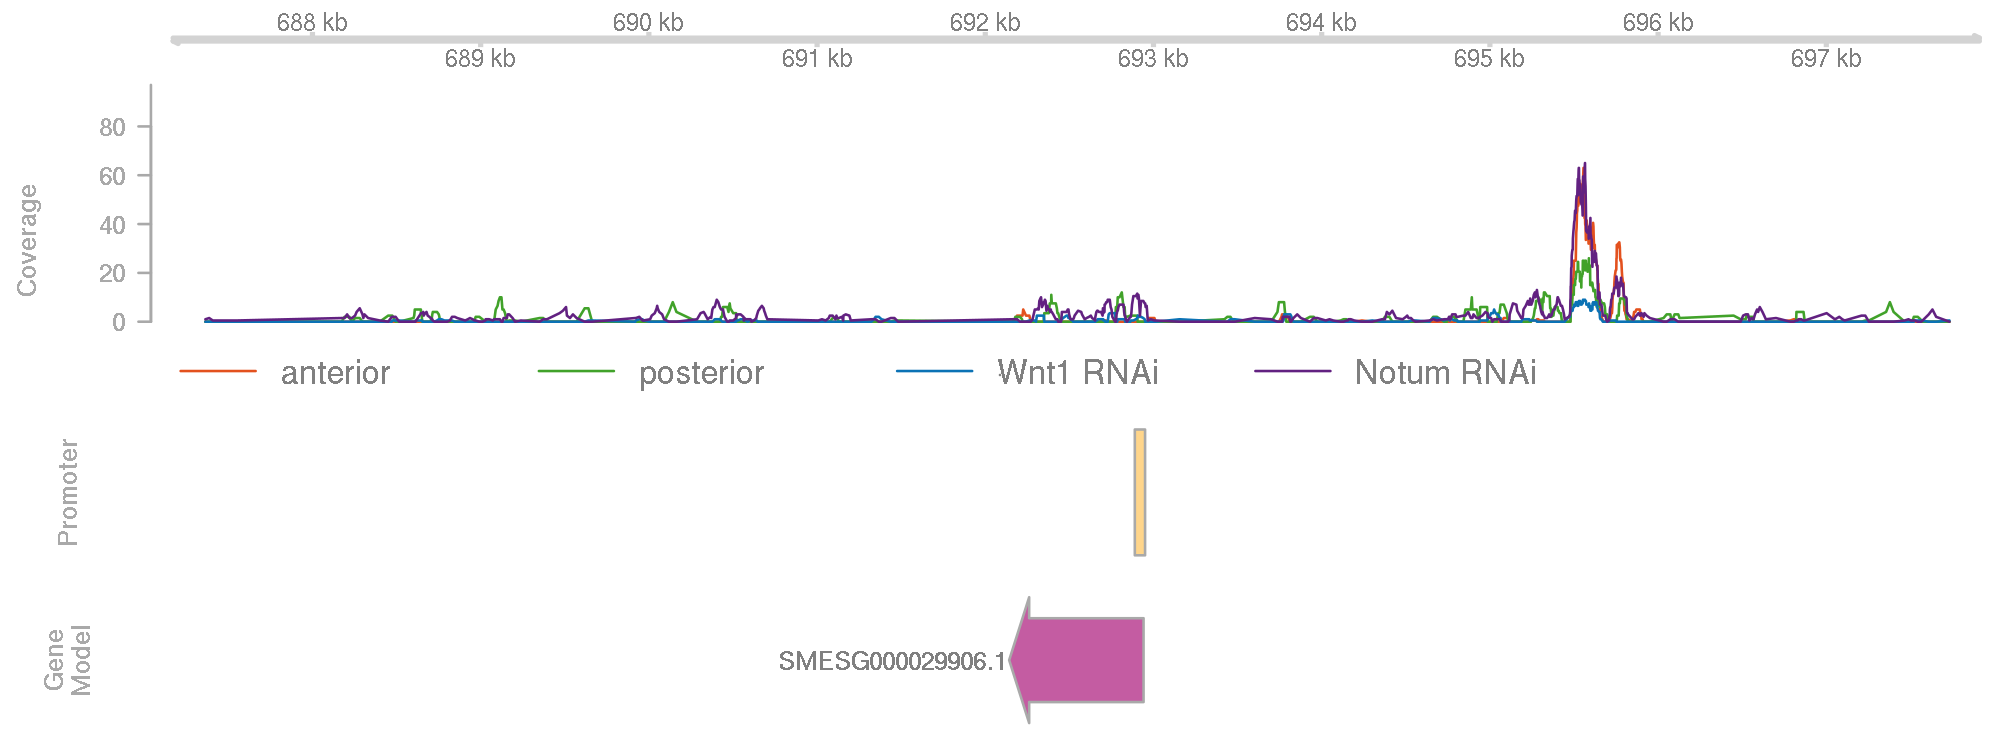 688 kb 690 kb 692 kb 694 kb 696 kb
689 kb 691 kb 693 kb 695 kb 697 kb
Coverage
80
60
40
20
0
anterior posterior Wnt1 RNAi Notum RNAi
Promoter
Gene
Model
SMESG000029906.1